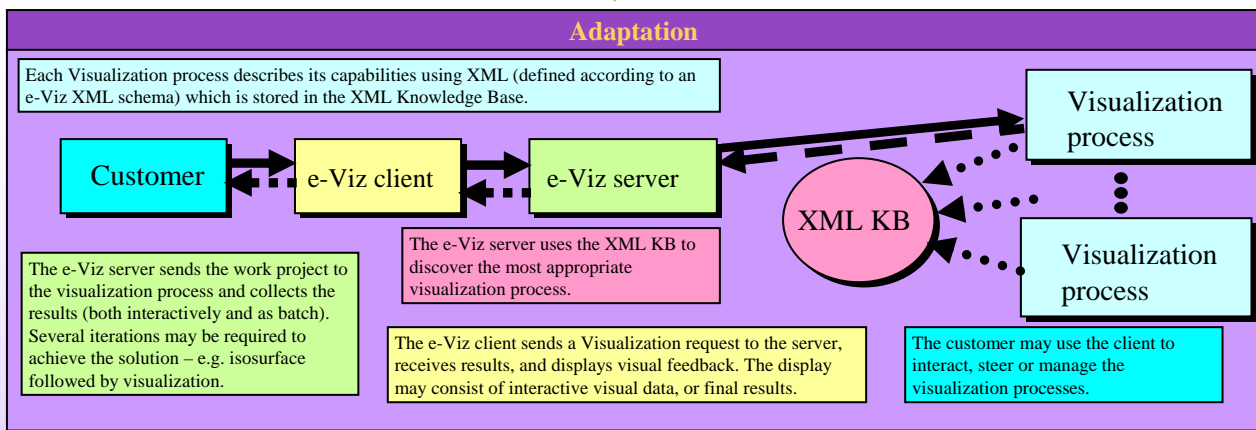 Adaptation
Each Visualization process describes its capabilities using XML (defined according to an
e-Viz XML schema) which is stored in the XML Knowledge Base.
Visualization
process
Customer
e-Viz client
e-Viz server
XML KB
Visualization
process
The e-Viz server uses the XML KB to
discover the most appropriate
visualization process.
The e-Viz server sends the work project to
the visualization process and collects the
results (both interactively and as batch).
Several iterations may be required to
achieve the solution – e.g. isosurface
followed by visualization.
The e-Viz client sends a Visualization request to the server,
receives results, and displays visual feedback. The display
may consist of interactive visual data, or final results.
The customer may use the client to
interact, steer or manage the
visualization processes.